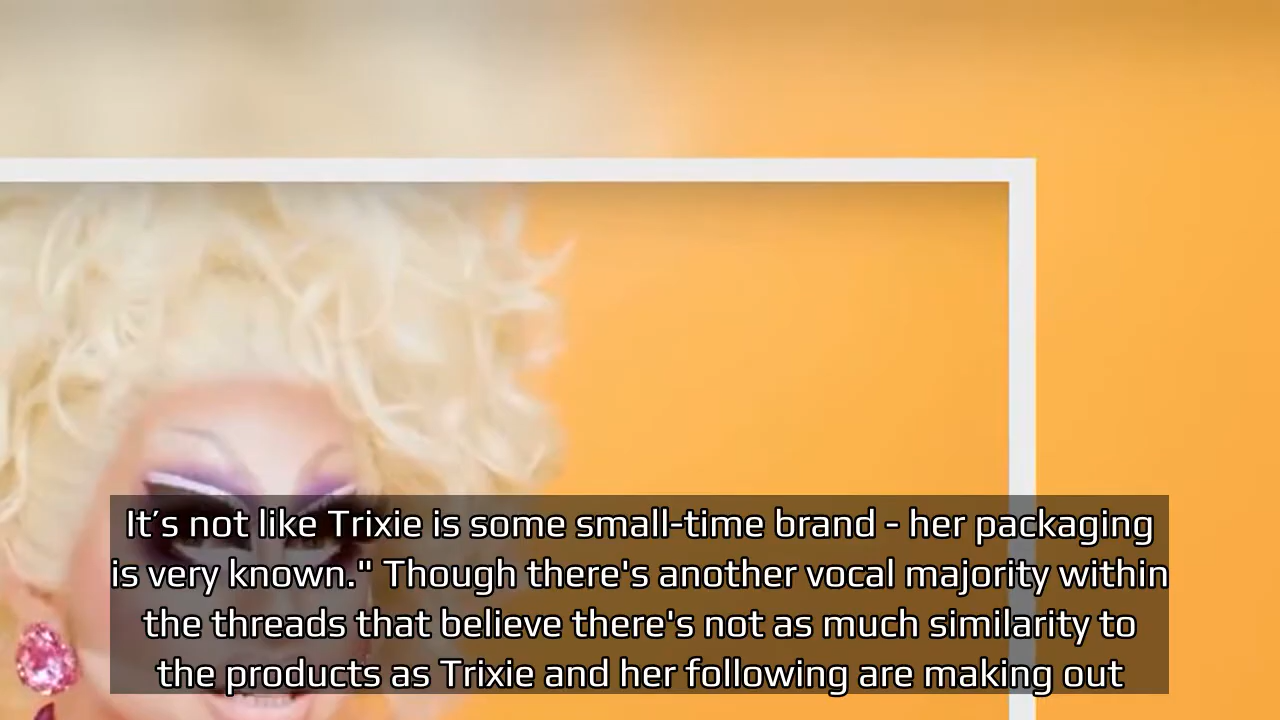 It′s not like Trixie is some small-time brand - her packaging
is very known." Though there's another vocal majority within
the threads that believe there's not as much similarity to
the products as Trixie and her following are making out